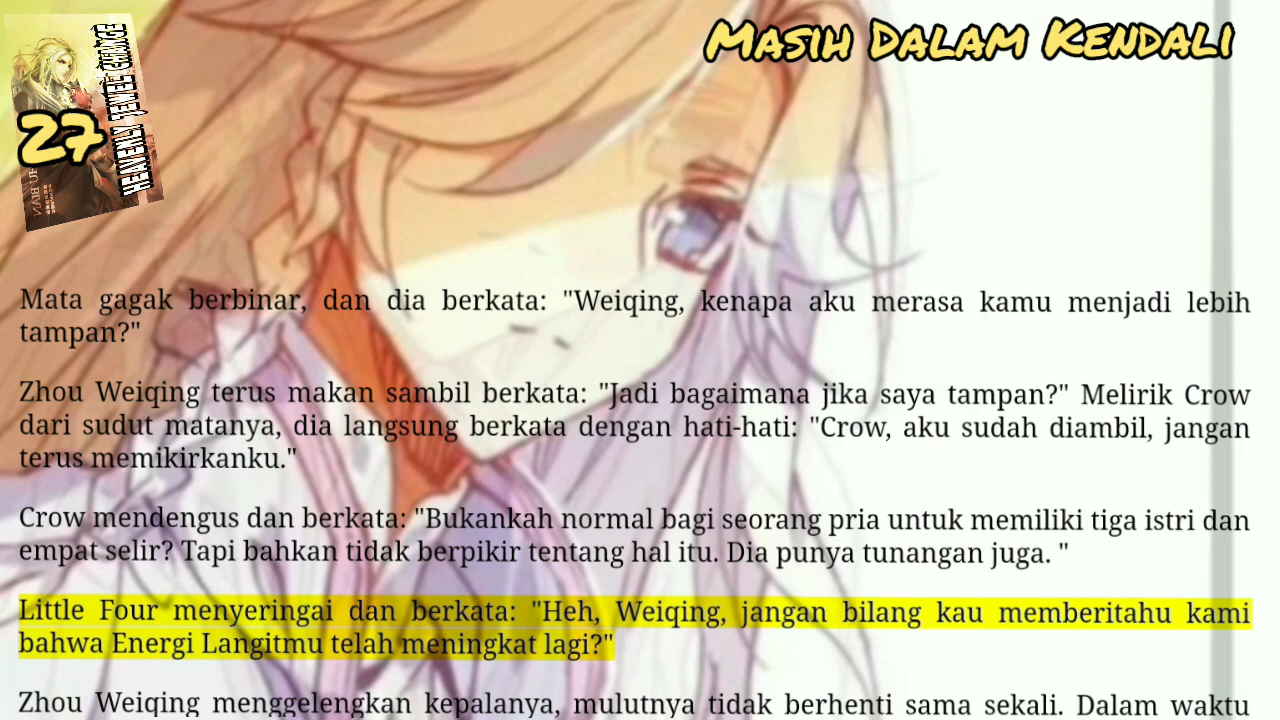 Masih Dalam Kendali
27
HEAVENLY JEWEL CHANGE
Mata gagak berbinar, dan dia berkata: "Weiqing, kenapa aku merasa kamu menjadi lebih
tampan?"
Zhou Weiqing terus makan sambil berkata: "Jadi bagaimana jika saya tampan?" Melirik Crow
dari sudut matanya, dia langsung berkata dengan hati-hati: "Crow, aku sudah diambil, jangan
terus memikirkanku."
Crow mendengus dan berkata: "Bukankah normal bagi seorang pria untuk memiliki tiga istri dan
empat selir? Tapi bahkan tidak berpikir tentang hal itu. Dia punya tunangan juga. "
Little Four menyeringai dan berkata: "Heh, Weiqing, jangan bilang kau memberitahu kami
bahwa Energi Langitmu telah meningkat lagi?"
Zhou Weiqing menggelengkan kepalanya, mulutnya tidak berhenti sama sekali. Dalam waktu